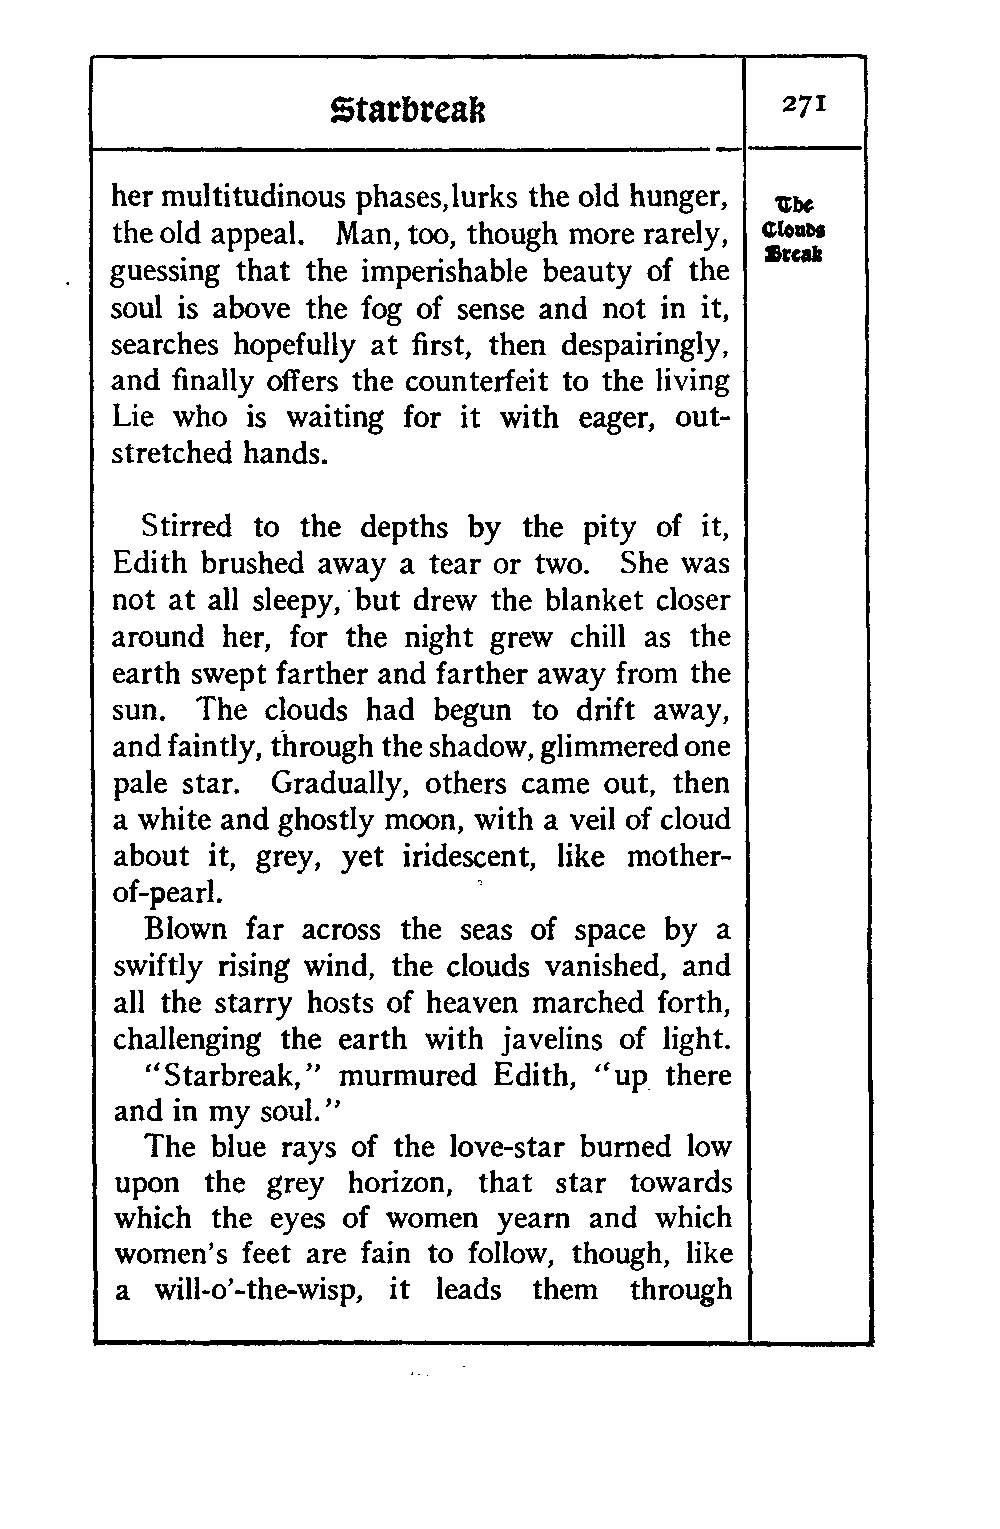 Starbreak
271
The
Clouds
Break
her multitudinous phases, lurks the old hunger,
the old appeal. Man, too, though more rarely,
guessing that the imperishable beauty of the
soul is above the fog of sense and not in it,
searches hopefully at first, then despairingly,
and finally offers the counterfeit to the living
Lie who is waiting for it with eager, out-
stretched hands.
Stirred to the depths by the pity of it,
Edith brushed away a tear or two. She was
not at all sleepy, but drew the blanket closer
around her, for the night grew chill as the
earth swept farther and farther away from the
sun. The clouds had begun to drift away,
and faintly, through the shadow, glimmered one
pale star. Gradually, others came out, then
a white and ghostly moon, with a veil of cloud
about it, grey, yet iridescent, like mother-
of-pearl.
Blown far across the seas of space by a
swiftly rising wind, the clouds vanished, and
all the starry hosts of heaven marched forth,
challenging the earth with javelins of light.
"Starbreak," murmured Edith, "up there
and in my soul."
The blue rays of the love-star burned low
upon the grey horizon, that star towards
which the eyes of women yearn and which
women's feet are fain to follow, though, like
a will-o'-the-wisp, it leads them through